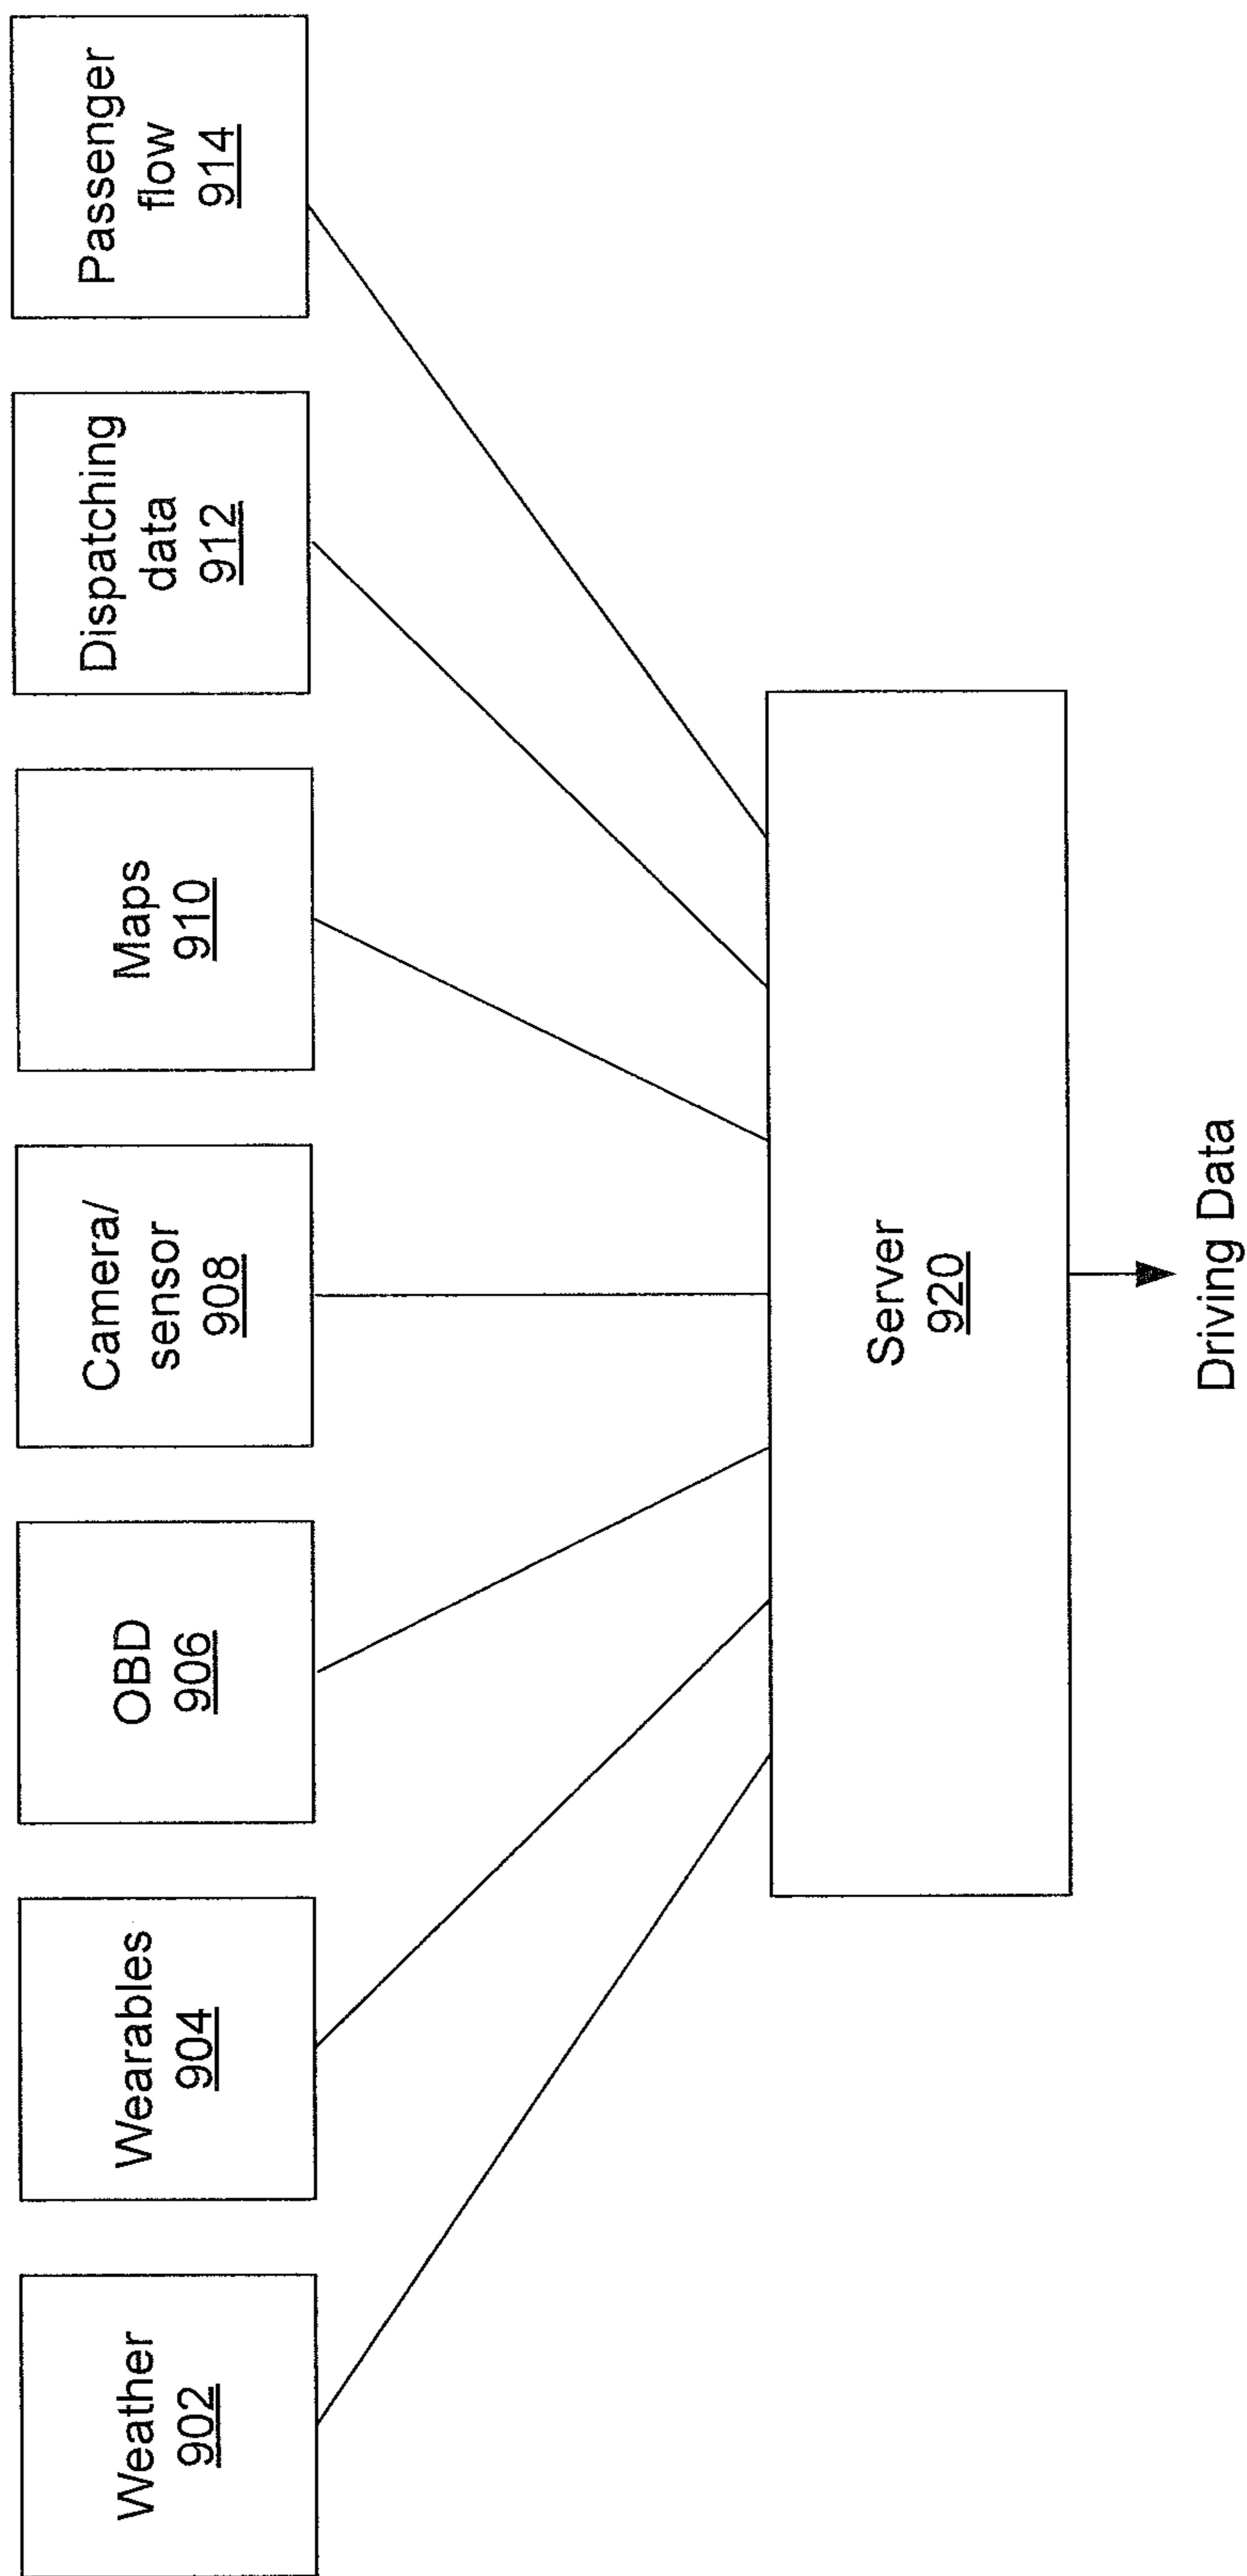 Weather
902
Wearables
904
OBD
906
Camera/
sensor
908
Maps
910
Dispatching
data
912
Passenger
flow
914
Server
920
Driving Data